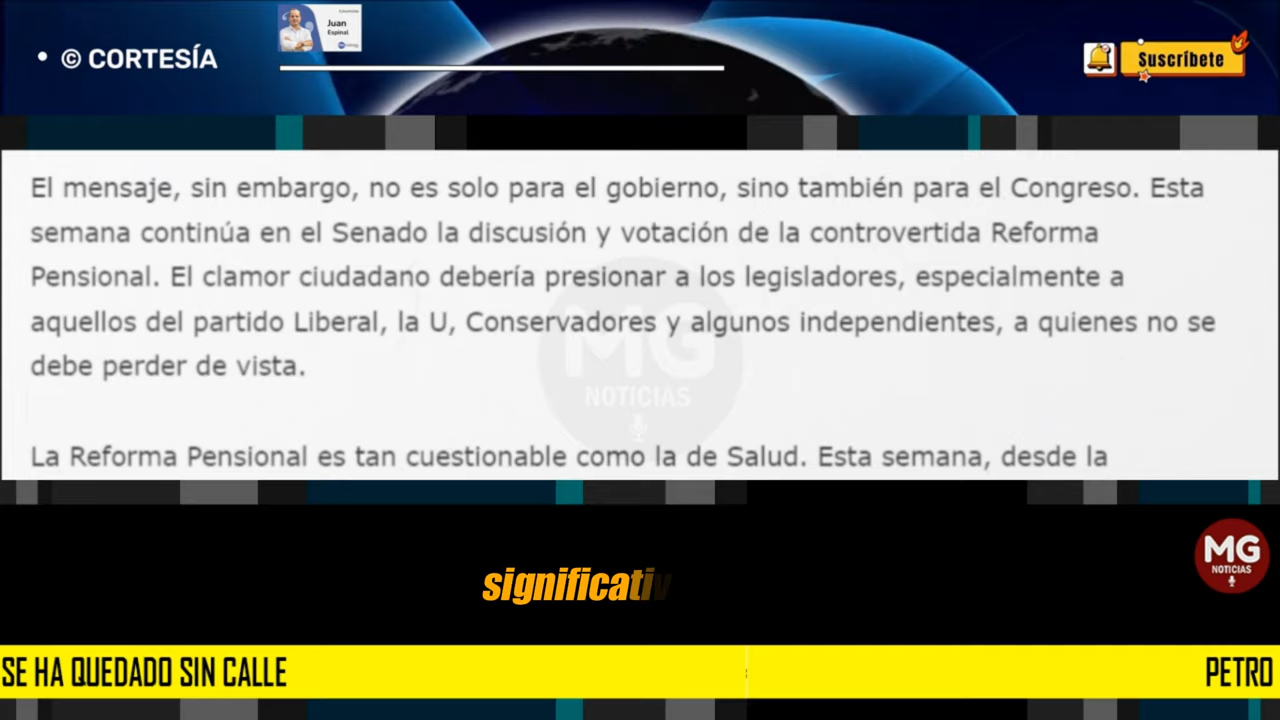 • © CORTESÍA
Juan
Espinal
Suscríbete
El mensaje, sin embargo, no es solo para el gobierno, sino también para el Congreso. Esta
semana continúa en el Senado la discusión y votación de la controvertida Reforma
Pensional. El clamor ciudadano debería presionar a los legisladores, especialmente a
aquellos del partido Liberal, la U, Conservadores y algunos independientes, a quienes no se
debe perder de vista.
MG
NOTICIAS
La Reforma Pensional es tan cuestionable como la de Salud. Esta semana, desde la
MG
NOTICIAS
significativ
SE HA QUEDADO SIN CALLE
PETRO